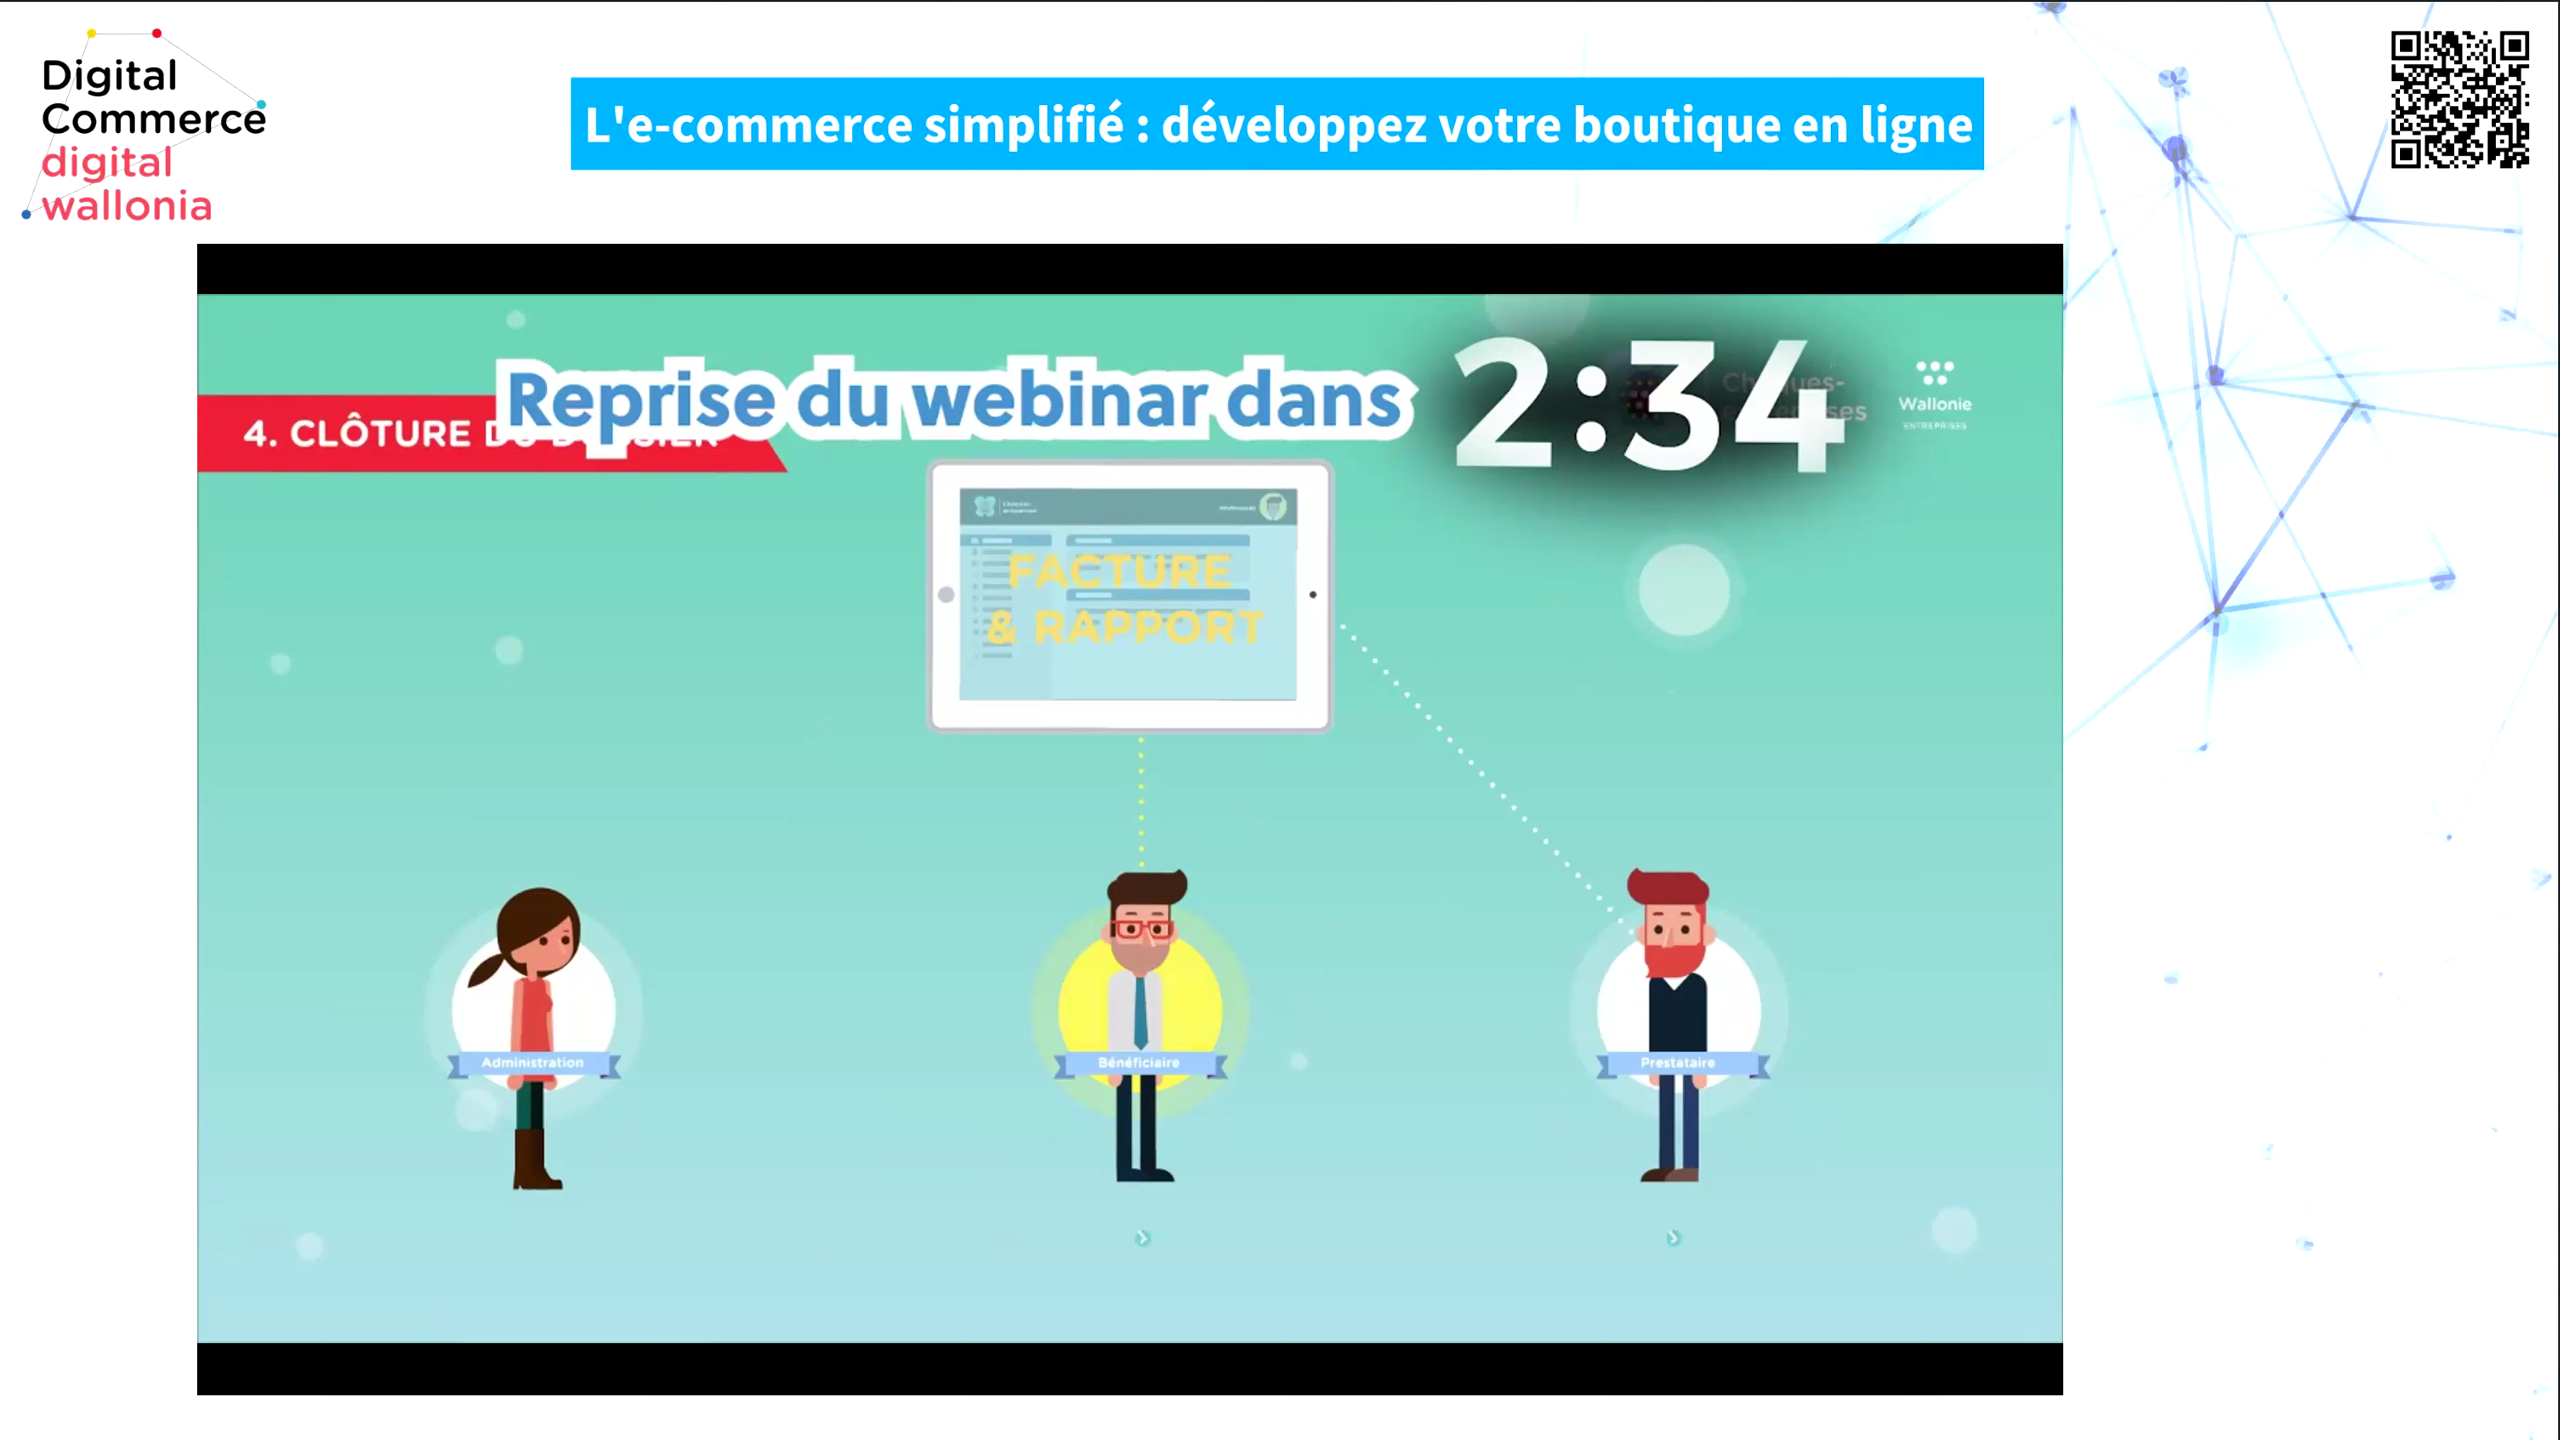 Digital
Commerce
digital
wallonia
L'e-commerce simplifié : développez votre boutique en ligne
Reprise du webinar dans 2:34
4. CLÔTURE
Wallonie
ENTREPRISES
FACTURE
& RAPPORT
Administration
Bénéficiaire
Prestataire